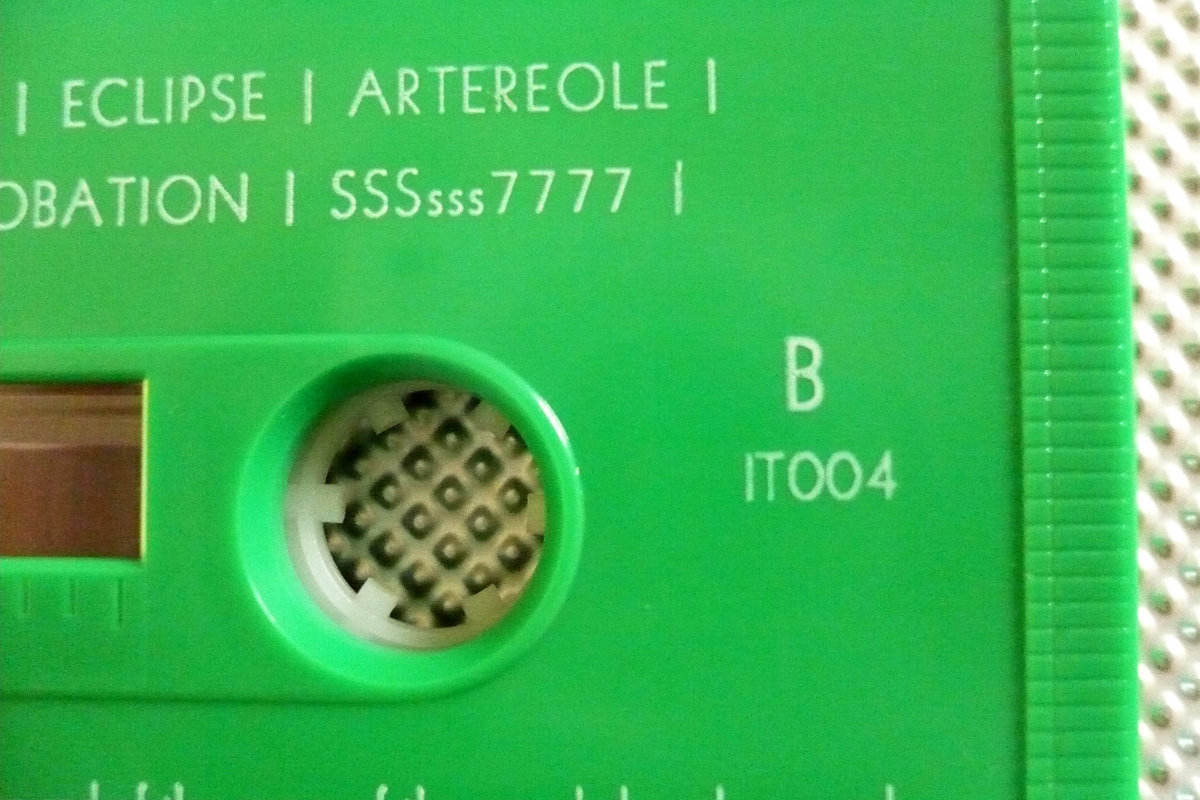 | ECLIPSE | ARTEREOLE |
OBATION | SSSsss7777 |
B
IT004